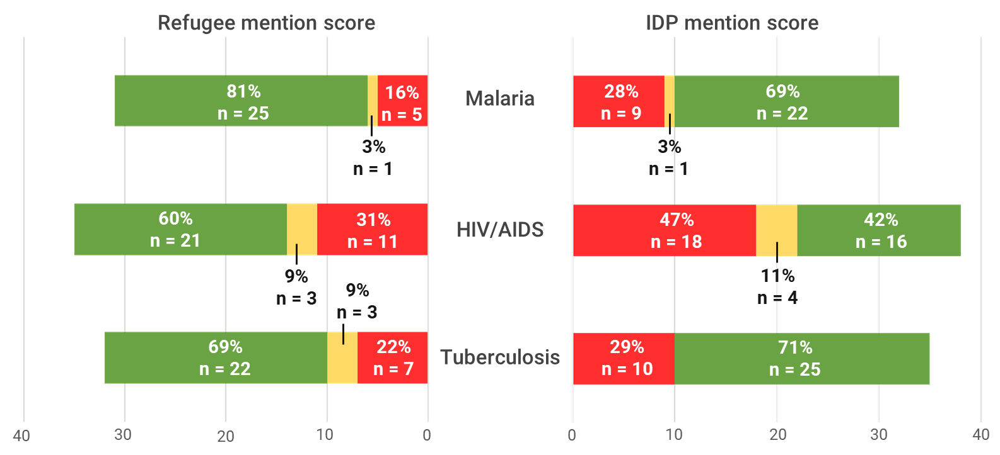 Refugee mention score
IDP mention score
81%
n = 25
16%
n = 5
3%
n = 1
Malaria
28%
n = 9
69%
n = 22
3%
n = 1
60%
n = 21
31%
n = 11
9%
n = 3
HIV/AIDS
47%
n = 18
42%
n = 16
11%
n = 4
9%
n = 3
69%
n = 22
22%
n = 7
Tuberculosis
29%
n = 10
71%
n = 25
40 30 20 10 0
0 10 20 30 40